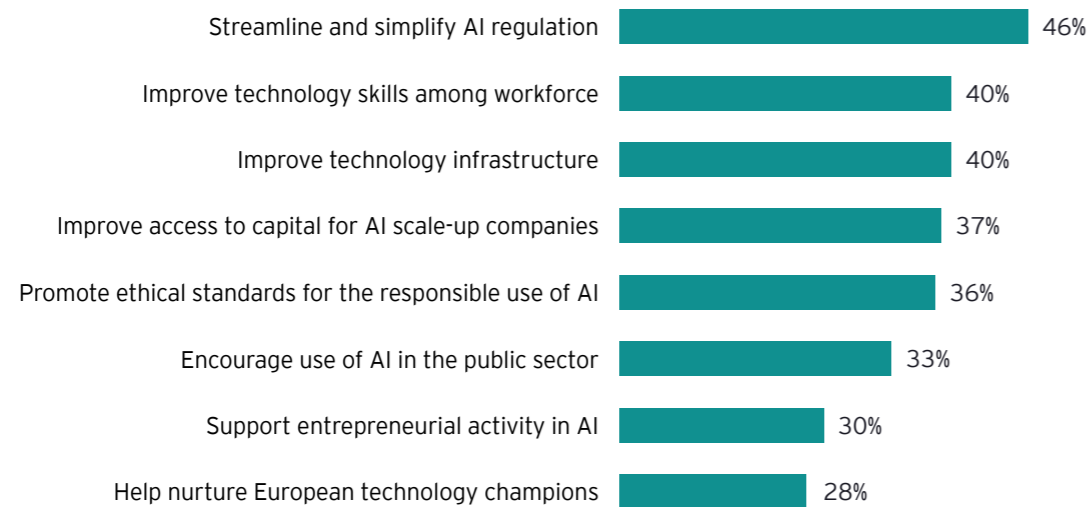 Streamline and simplify AI regulation 46%
Improve technology skills among workforce 40%
Improve technology infrastructure 40%
Improve access to capital for AI scale-up companies 37%
Promote ethical standards for the responsible use of AI 36%
Encourage use of AI in the public sector 33%
Support entrepreneurial activity in AI 30%
Help nurture European technology champions 28%